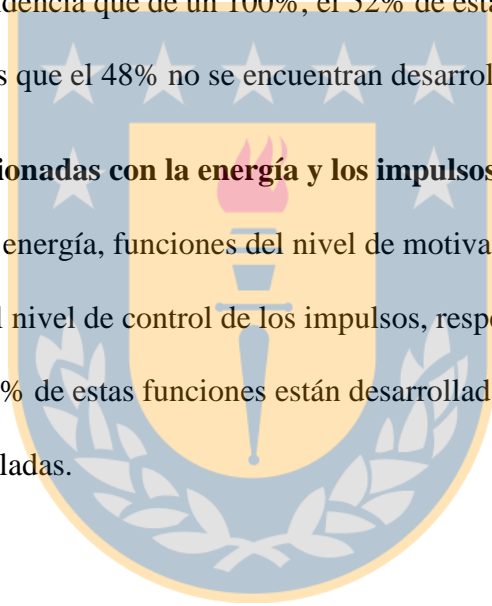 dencia que de un 100%, el 52% de esta
s que el 48% no se encuentran desarroll
ionadas con la energía y los impulsos
energía, funciones del nivel de motiva
l nivel de control de los impulsos, resp
% de estas funciones están desarrollad
ladas.